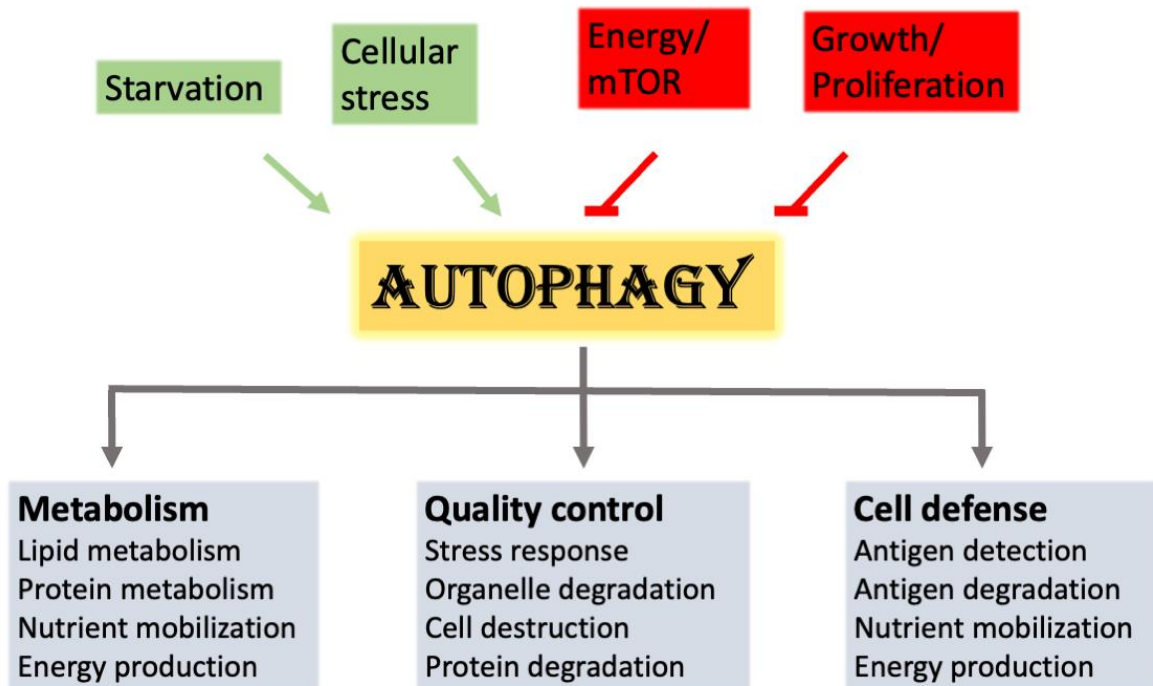 Starvation
Cellular
stress
Energy/
mTOR
Growth/
Proliferation
AUTOPHAGY
Metabolism
Lipid metabolism
Protein metabolism
Nutrient mobilization
Energy production
Quality control
Stress response
Organelle degradation
Cell destruction
Protein degradation
Cell defense
Antigen detection
Antigen degradation
Nutrient mobilization
Energy production